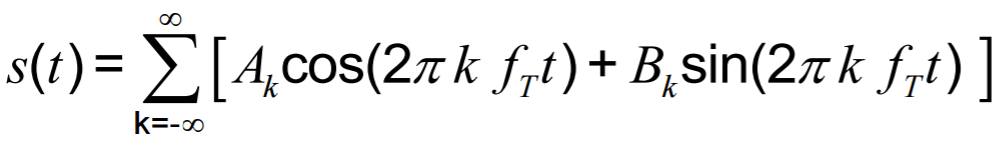 s(t) = ∑_{k=-∞}^{∞} [ A_k cos(2π k f_T t) + B_k sin(2π k f_T t) ]